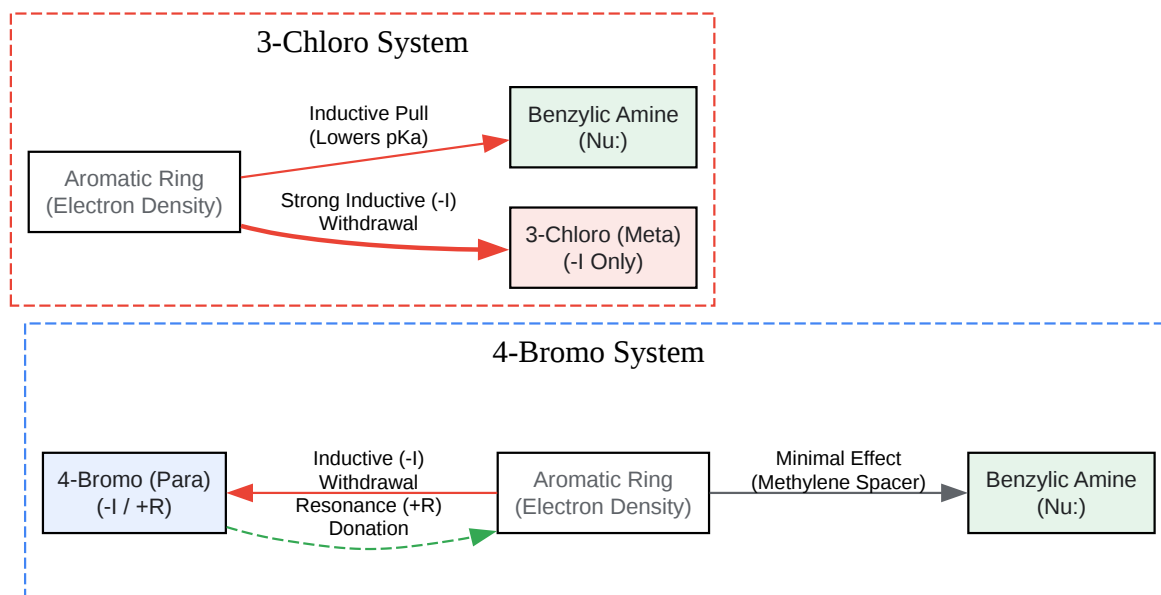 3-Chloro System
Inductive Pull
(Lowers pKa)
Benzylic Amine
(Nu:)
Aromatic Ring
(Electron Density)
Strong Inductive (-I)
Withdrawal
3-Chloro (Meta)
(-I Only)
4-Bromo System
4-Bromo (Para)
(-I / +R)
Inductive (-I)
Withdrawal
Resonance (+R)
Donation
Aromatic Ring
(Electron Density)
Minimal Effect
(Methylene Spacer)
Benzylic Amine
(Nu:)